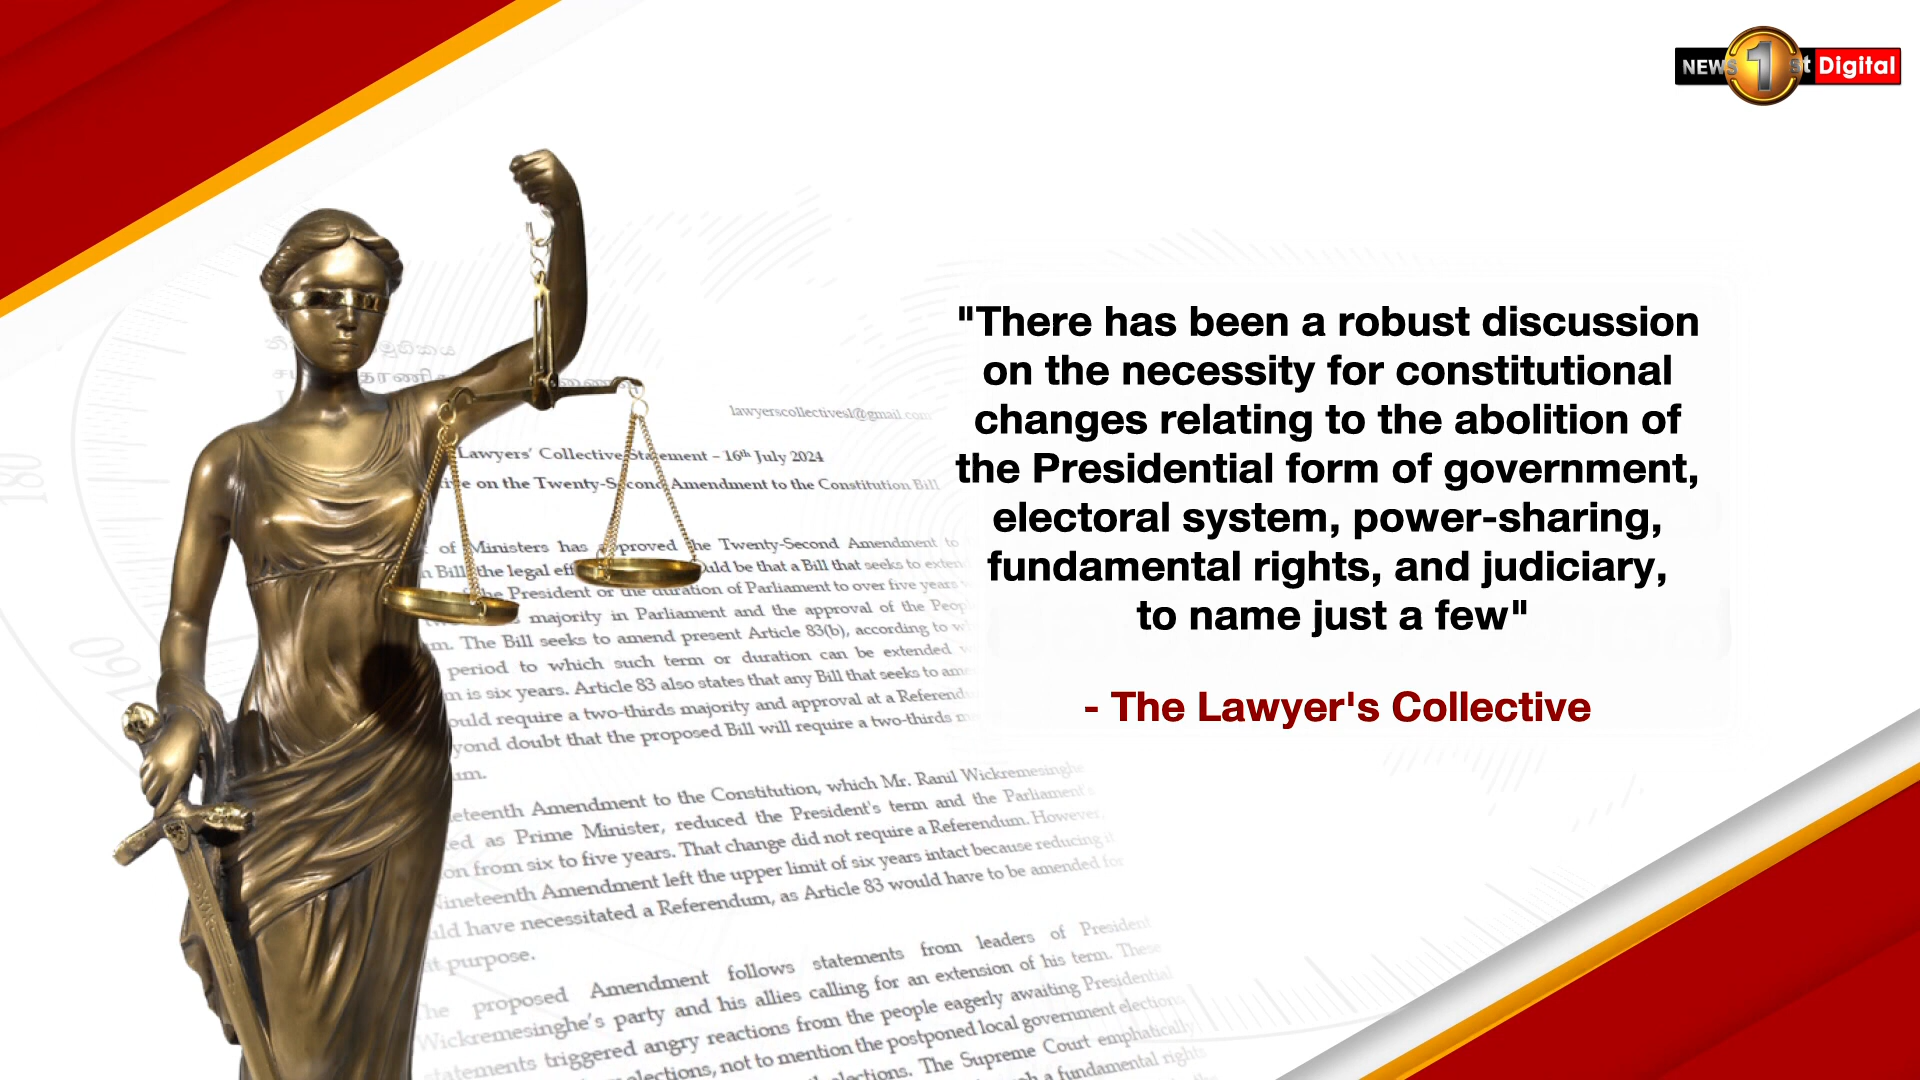 NEWS 1st Digital
"There has been a robust discussion
on the necessity for constitutional
changes relating to the abolition of
the Presidential form of government,
electoral system, power-sharing,
fundamental rights, and judiciary,
to name just a few"
- The Lawyer's Collective
lawyerscollectivesl@gmail.com
Lawyers' Collective Statement – 16th July 2024
on the Twenty-Second Amendment to the Constitution Bill
of Ministers has approved the Twenty-Second Amendment to
Bill, the legal would be that a Bill that seeks to extend
the President or the duration of Parliament to over five years
majority in Parliament and the approval of the
The Bill seeks to amend present Article 83(b), according to
period to which such term or duration can be extended
is six years. Article 83 also states that any Bill that seeks to
would require a two-thirds majority and approval at a
doubt that the proposed Bill will require a two-thirds
Amendment to the Constitution, which Mr. Ranil Wickremesinghe
as Prime Minister, reduced the President's term and the Parliament's
from six to five years. That change did not require a Referendum. However,
Nineteenth Amendment left the upper limit of six years intact because reducing it
have necessitated a Referendum, as Article 83 would have to be amended for
purpose.
The proposed Amendment follows statements from leaders of President
Wickremesinghe's party and his allies calling for an extension of his term. These
statements triggered angry reactions from the people eagerly awaiting Presidential
elections, not to mention the postponed local government elections
elections. The Supreme Court emphatically
a fundamental rights
180
160